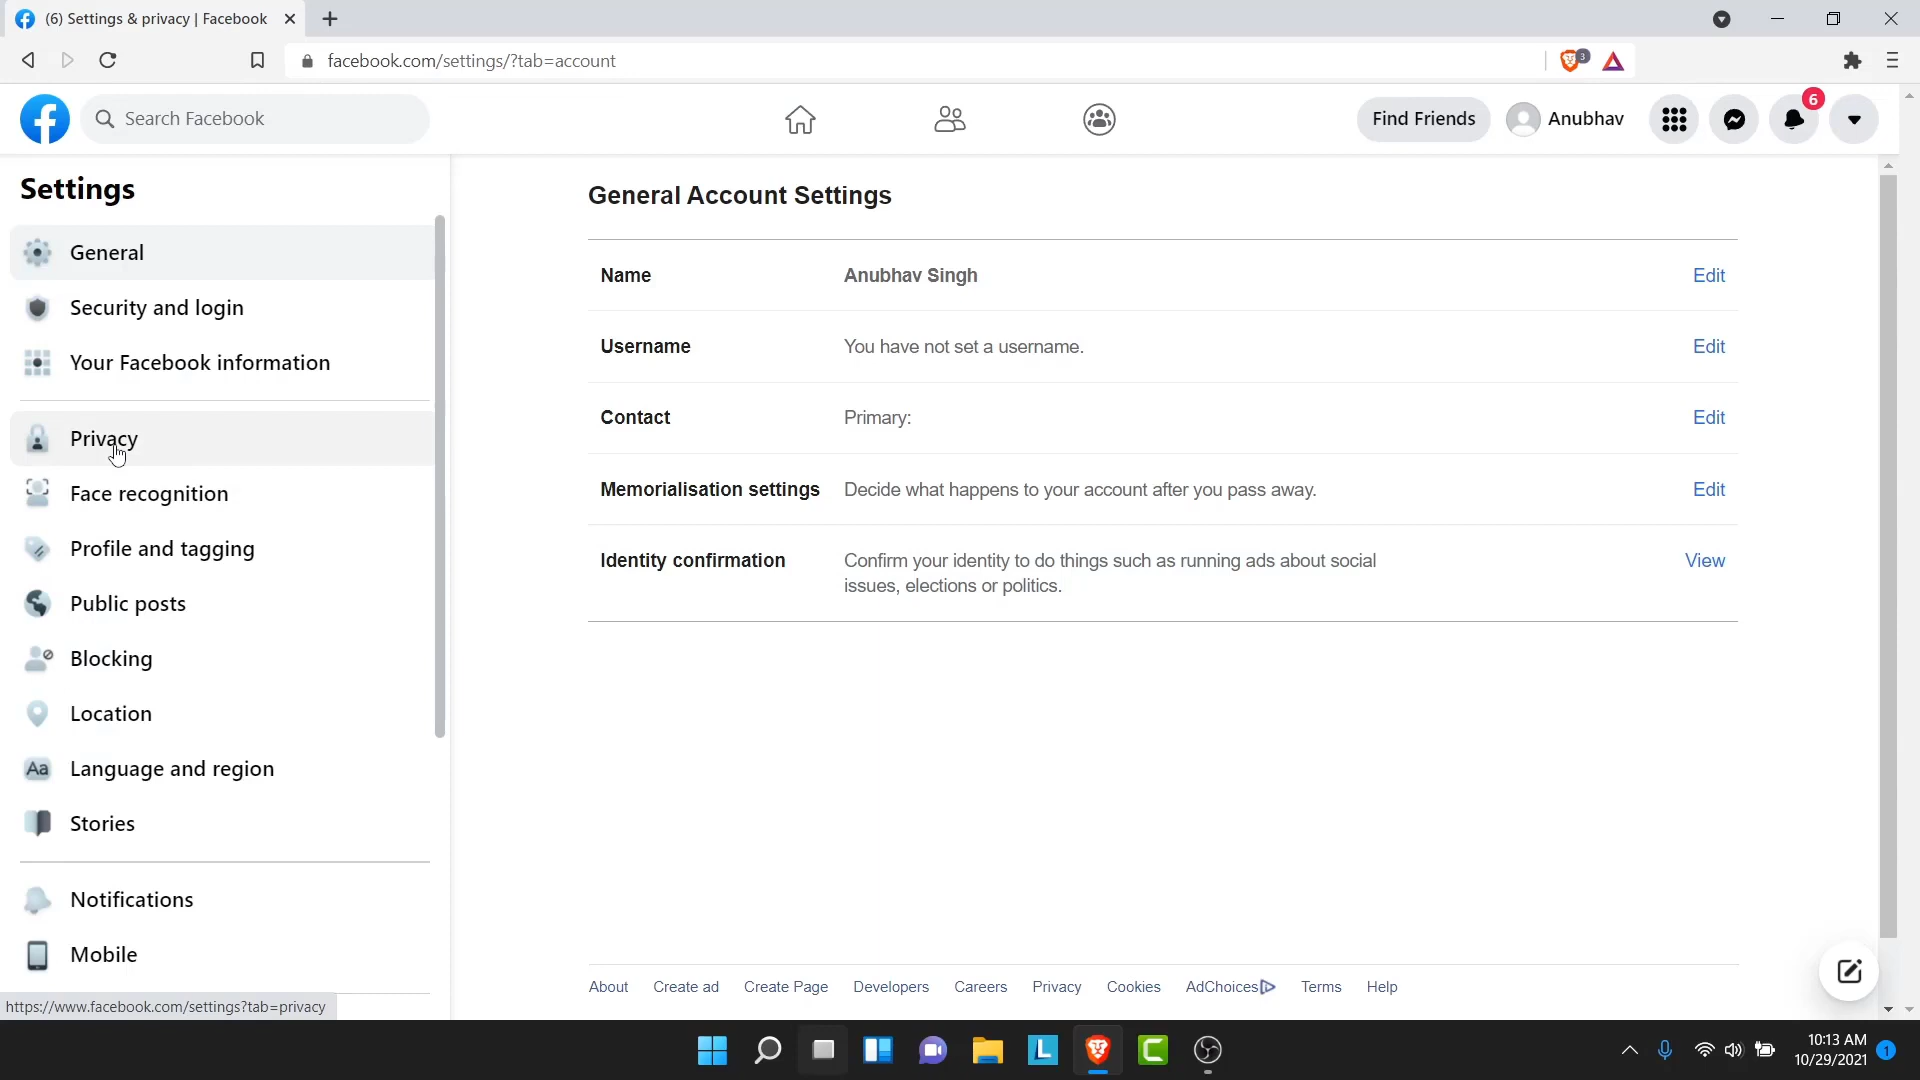 (6) Settings & privacy | Facebook
facebook.com/settings/?tab=account
3
Search Facebook
Find Friends
Anubhav
6
Settings
General
Security and login
Your Facebook information
Privacy
Face recognition
Profile and tagging
Public posts
Blocking
Location
Aa
Language and region
Stories
Notifications
Mobile
https://www.facebook.com/settings?tab=privacy
General Account Settings
Name Anubhav Singh Edit
Username You have not set a username. Edit
Contact Primary: Edit
Memorialisation settings Decide what happens to your account after you pass away. Edit
Identity confirmation Confirm your identity to do things such as running ads about social View
issues, elections or politics.
About Create ad Create Page Developers Careers Privacy Cookies AdChoices Terms Help
L
C
10:13 AM
10/29/2021
1